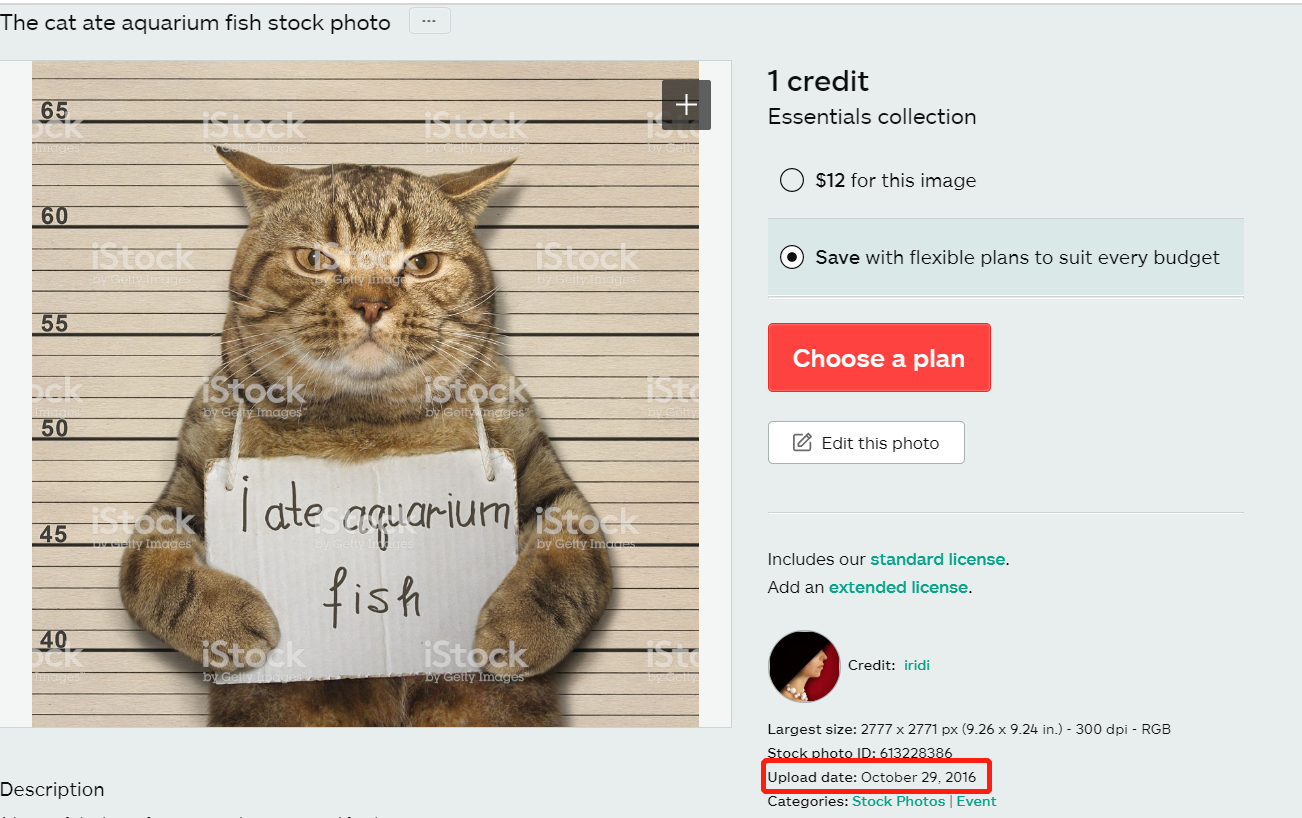 The cat ate aquarium fish stock photo
...
65
60
55
50
45
40
iStock
by Getty Images™
i ate aquarium
fish
1 credit
Essentials collection
$12 for this image
Save with flexible plans to suit every budget
Choose a plan
Edit this photo
Includes our standard license.
Add an extended license.
Credit: iridi
Largest size: 2777 x 2771 px (9.26 x 9.24 in.) - 300 dpi - RGB
Stock photo ID: 613228386
Upload date: October 29, 2016
Categories: Stock Photos | Event
Description